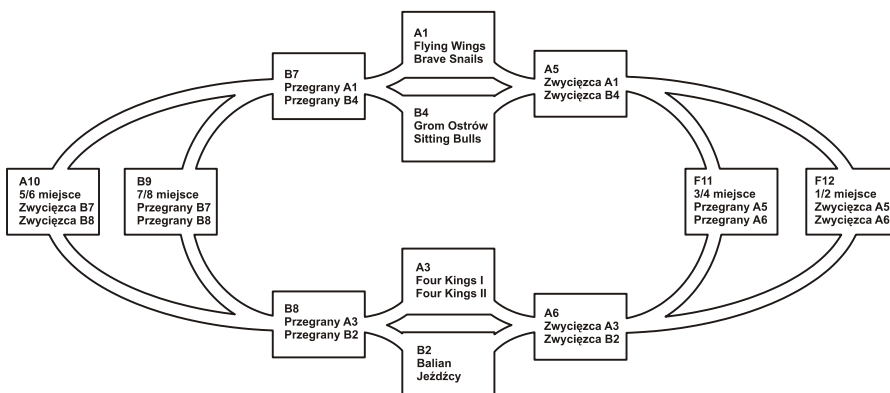 A1
Flying Wings
Brave Snails
B7
Przegrany A1
Przegrany B4
A5
Zwycięzca A1
Zwycięzca B4
B4
Grom Ostrów
Sitting Bulls
A10
5/6 miejsce
Zwycięzca B7
Zwycięzca B8
B9
7/8 miejsce
Przegrany B7
Przegrany B8
F11
3/4 miejsce
Przegrany A5
Przegrany A6
F12
1/2 miejsce
Zwycięzca A5
Zwycięzca A6
A3
Four Kings I
Four Kings II
B8
Przegrany A3
Przegrany B2
A6
Zwycięzca A3
Zwycięzca B2
B2
Balian
Jeźdźcy